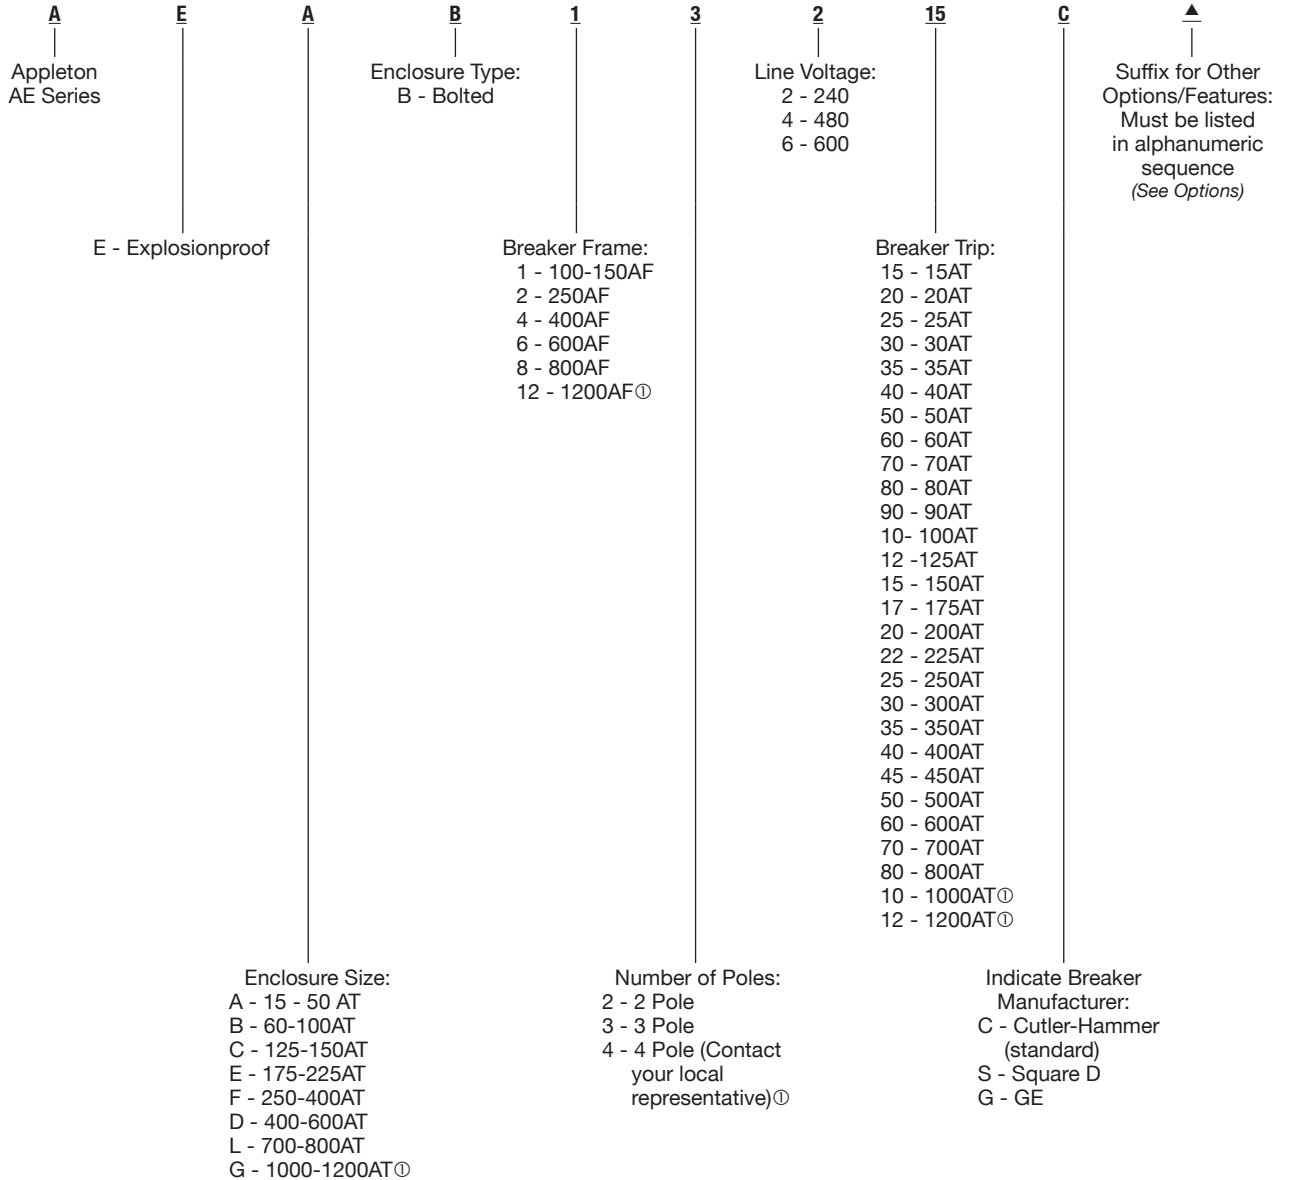 A E A B 1 3 2 15 C ▲
Appleton
AE Series
E - Explosionproof
Enclosure Size:
A - 15 - 50 AT
B - 60-100AT
C - 125-150AT
E - 175-225AT
F - 250-400AT
D - 400-600AT
L - 700-800AT
G - 1000-1200AT①
Enclosure Type:
B - Bolted
Breaker Frame:
1 - 100-150AF
2 - 250AF
4 - 400AF
6 - 600AF
8 - 800AF
12 - 1200AF①
Number of Poles:
2 - 2 Pole
3 - 3 Pole
4 - 4 Pole (Contact
your local
representative)①
Line Voltage:
2 - 240
4 - 480
6 - 600
Breaker Trip:
15 - 15AT
20 - 20AT
25 - 25AT
30 - 30AT
35 - 35AT
40 - 40AT
50 - 50AT
60 - 60AT
70 - 70AT
80 - 80AT
90 - 90AT
10- 100AT
12 -125AT
15 - 150AT
17 - 175AT
20 - 200AT
22 - 225AT
25 - 250AT
30 - 300AT
35 - 350AT
40 - 400AT
45 - 450AT
50 - 500AT
60 - 600AT
70 - 700AT
80 - 800AT
10 - 1000AT①
12 - 1200AT①
Indicate Breaker
Manufacturer:
C - Cutler-Hammer
(standard)
S - Square D
G - GE
Suffix for Other
Options/Features:
Must be listed
in alphanumeric
sequence
(See Options)